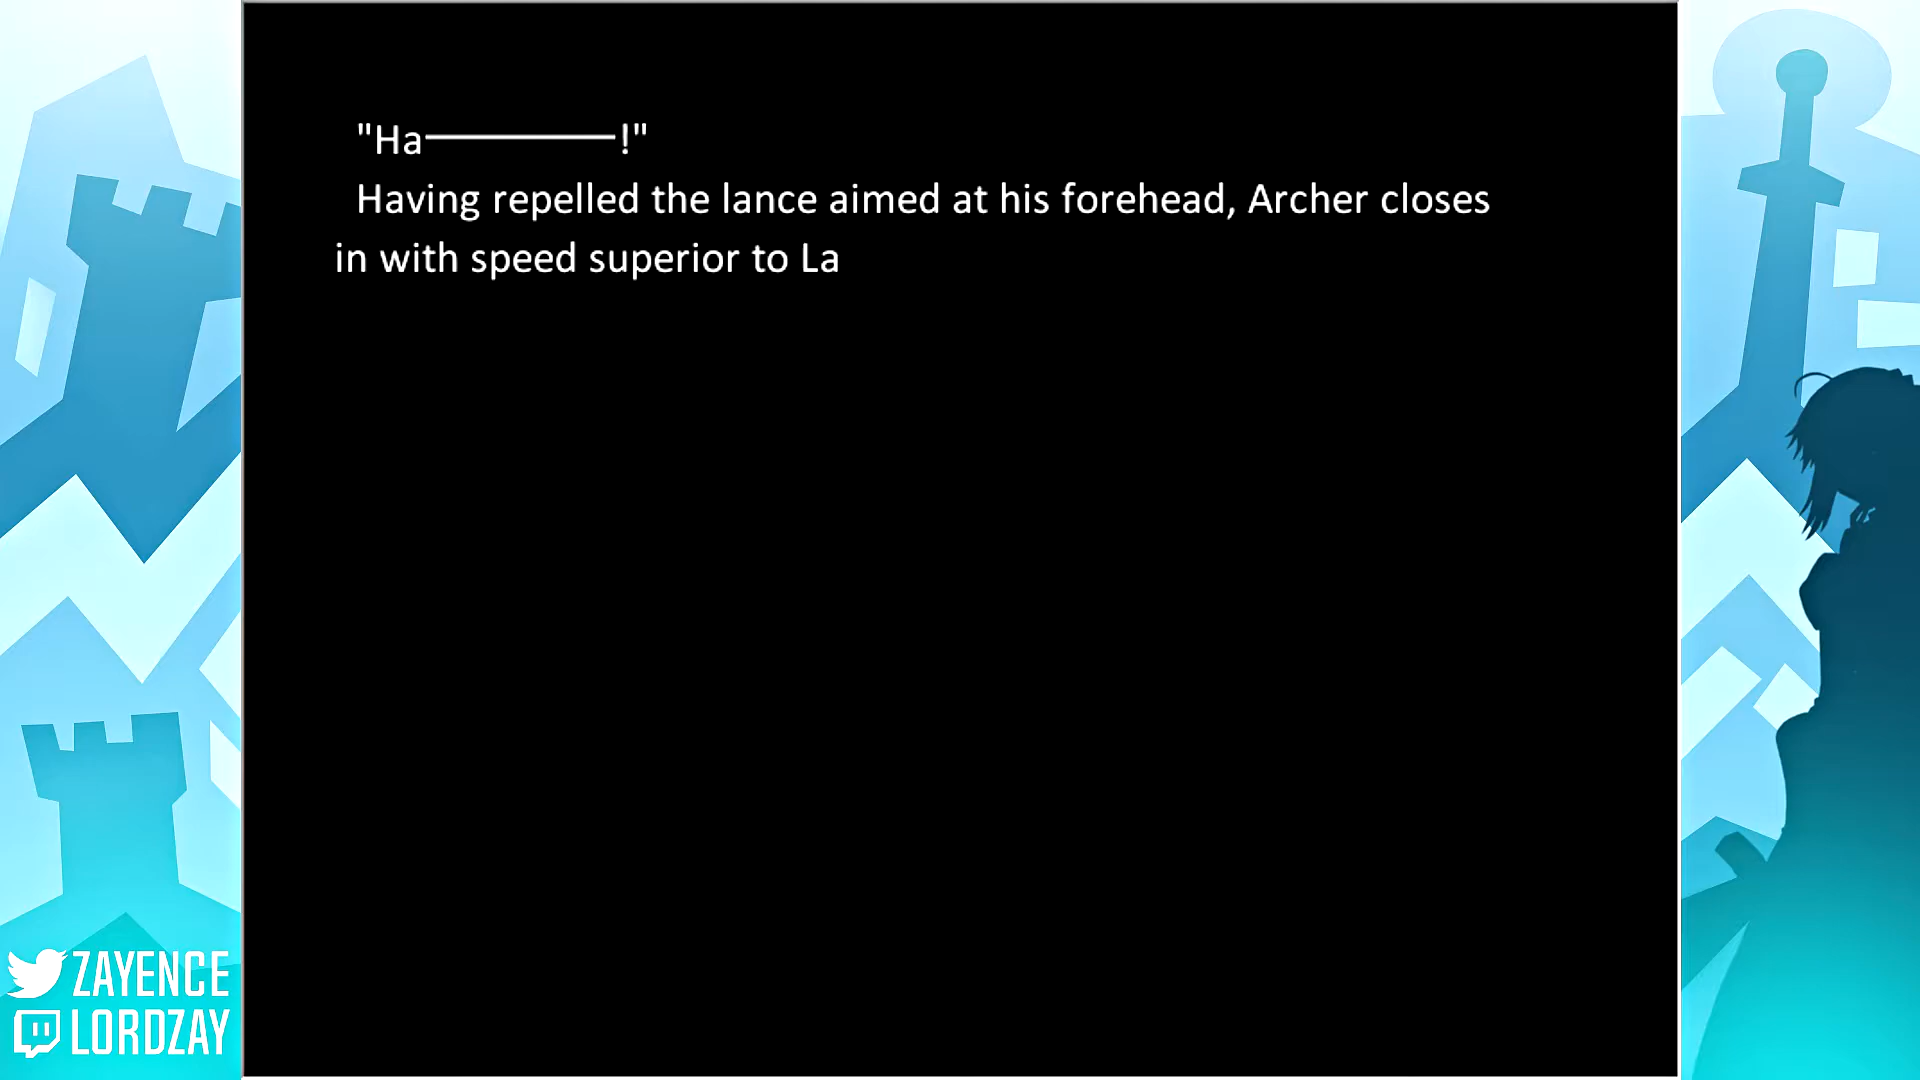 "Ha————!"
Having repelled the lance aimed at his forehead, Archer closes
in with speed superior to La
ZAYENCE
LORDZAY